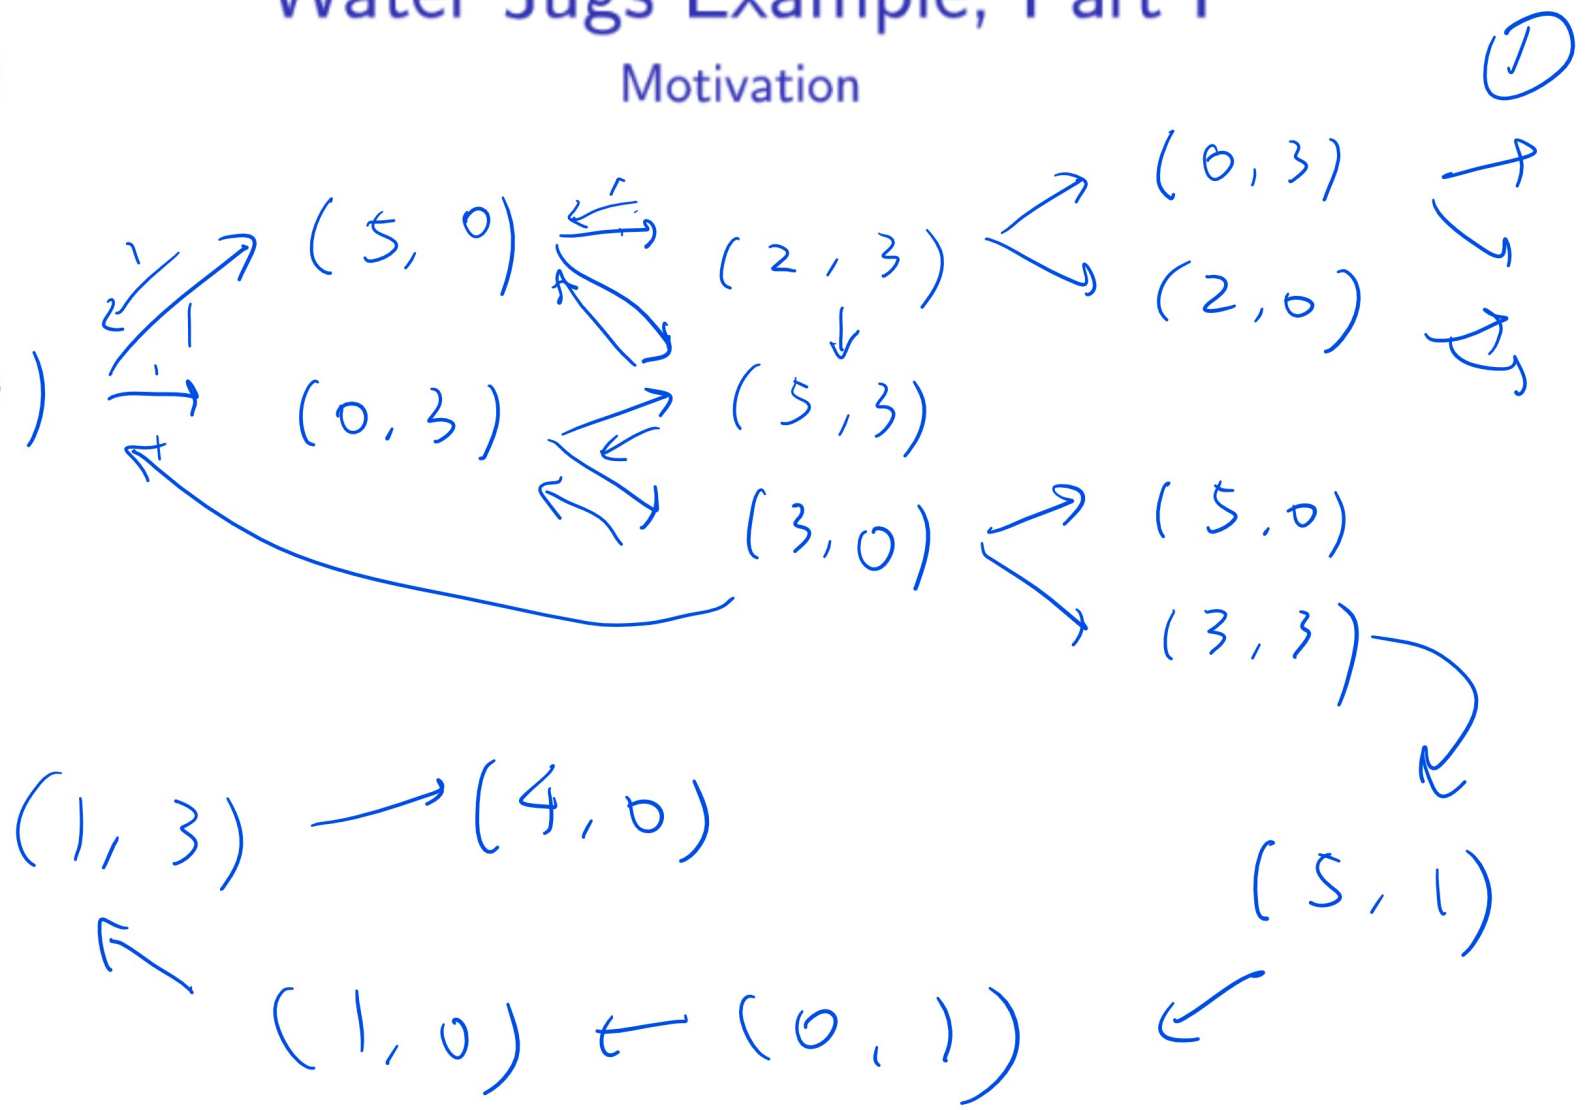 Water Jugs Example, Part I
Motivation
1
(0, 3)
(5, 0) (2, 3)
(2, 0)
) (0, 3) (5, 3)
(3, 0) (5, 0)
(3, 3)
(1, 3) (4, 0)
(5, 1)
(1, 0) (0, 1)